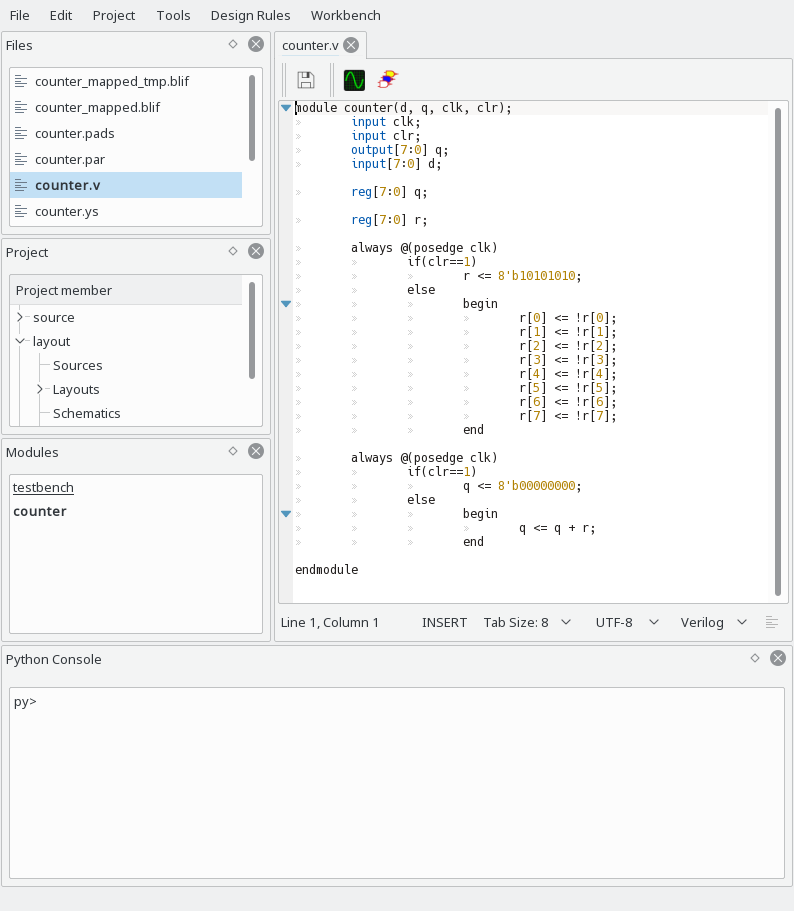 File Edit Project Tools Design Rules Workbench
Files
counter_mapped_tmp.blif
counter_mapped.blif
counter.pads
counter.par
counter.v
counter.ys
Project
Project member
source
layout
Sources
Layouts
Schematics
Modules
testbench
counter
counter.v
module counter(d, q, clk, clr);
» input clk;
» input clr;
» output[7:0] q;
» input[7:0] d;
» reg[7:0] q;
» reg[7:0] r;
» always @(posedge clk)
» » if(clr==1)
» » » r <= 8'b10101010;
» » else
» » » begin
» » » » r[0] <= !r[0];
» » » » r[1] <= !r[1];
» » » » r[2] <= !r[2];
» » » » r[3] <= !r[3];
» » » » r[4] <= !r[4];
» » » » r[5] <= !r[5];
» » » » r[6] <= !r[6];
» » » » r[7] <= !r[7];
» » » end
» always @(posedge clk)
» » if(clr==1)
» » » q <= 8'b00000000;
» » else
» » » begin
» » » » q <= q + r;
» » » end
endmodule
Line 1, Column 1 INSERT Tab Size: 8 UTF-8 Verilog
Python Console
py>